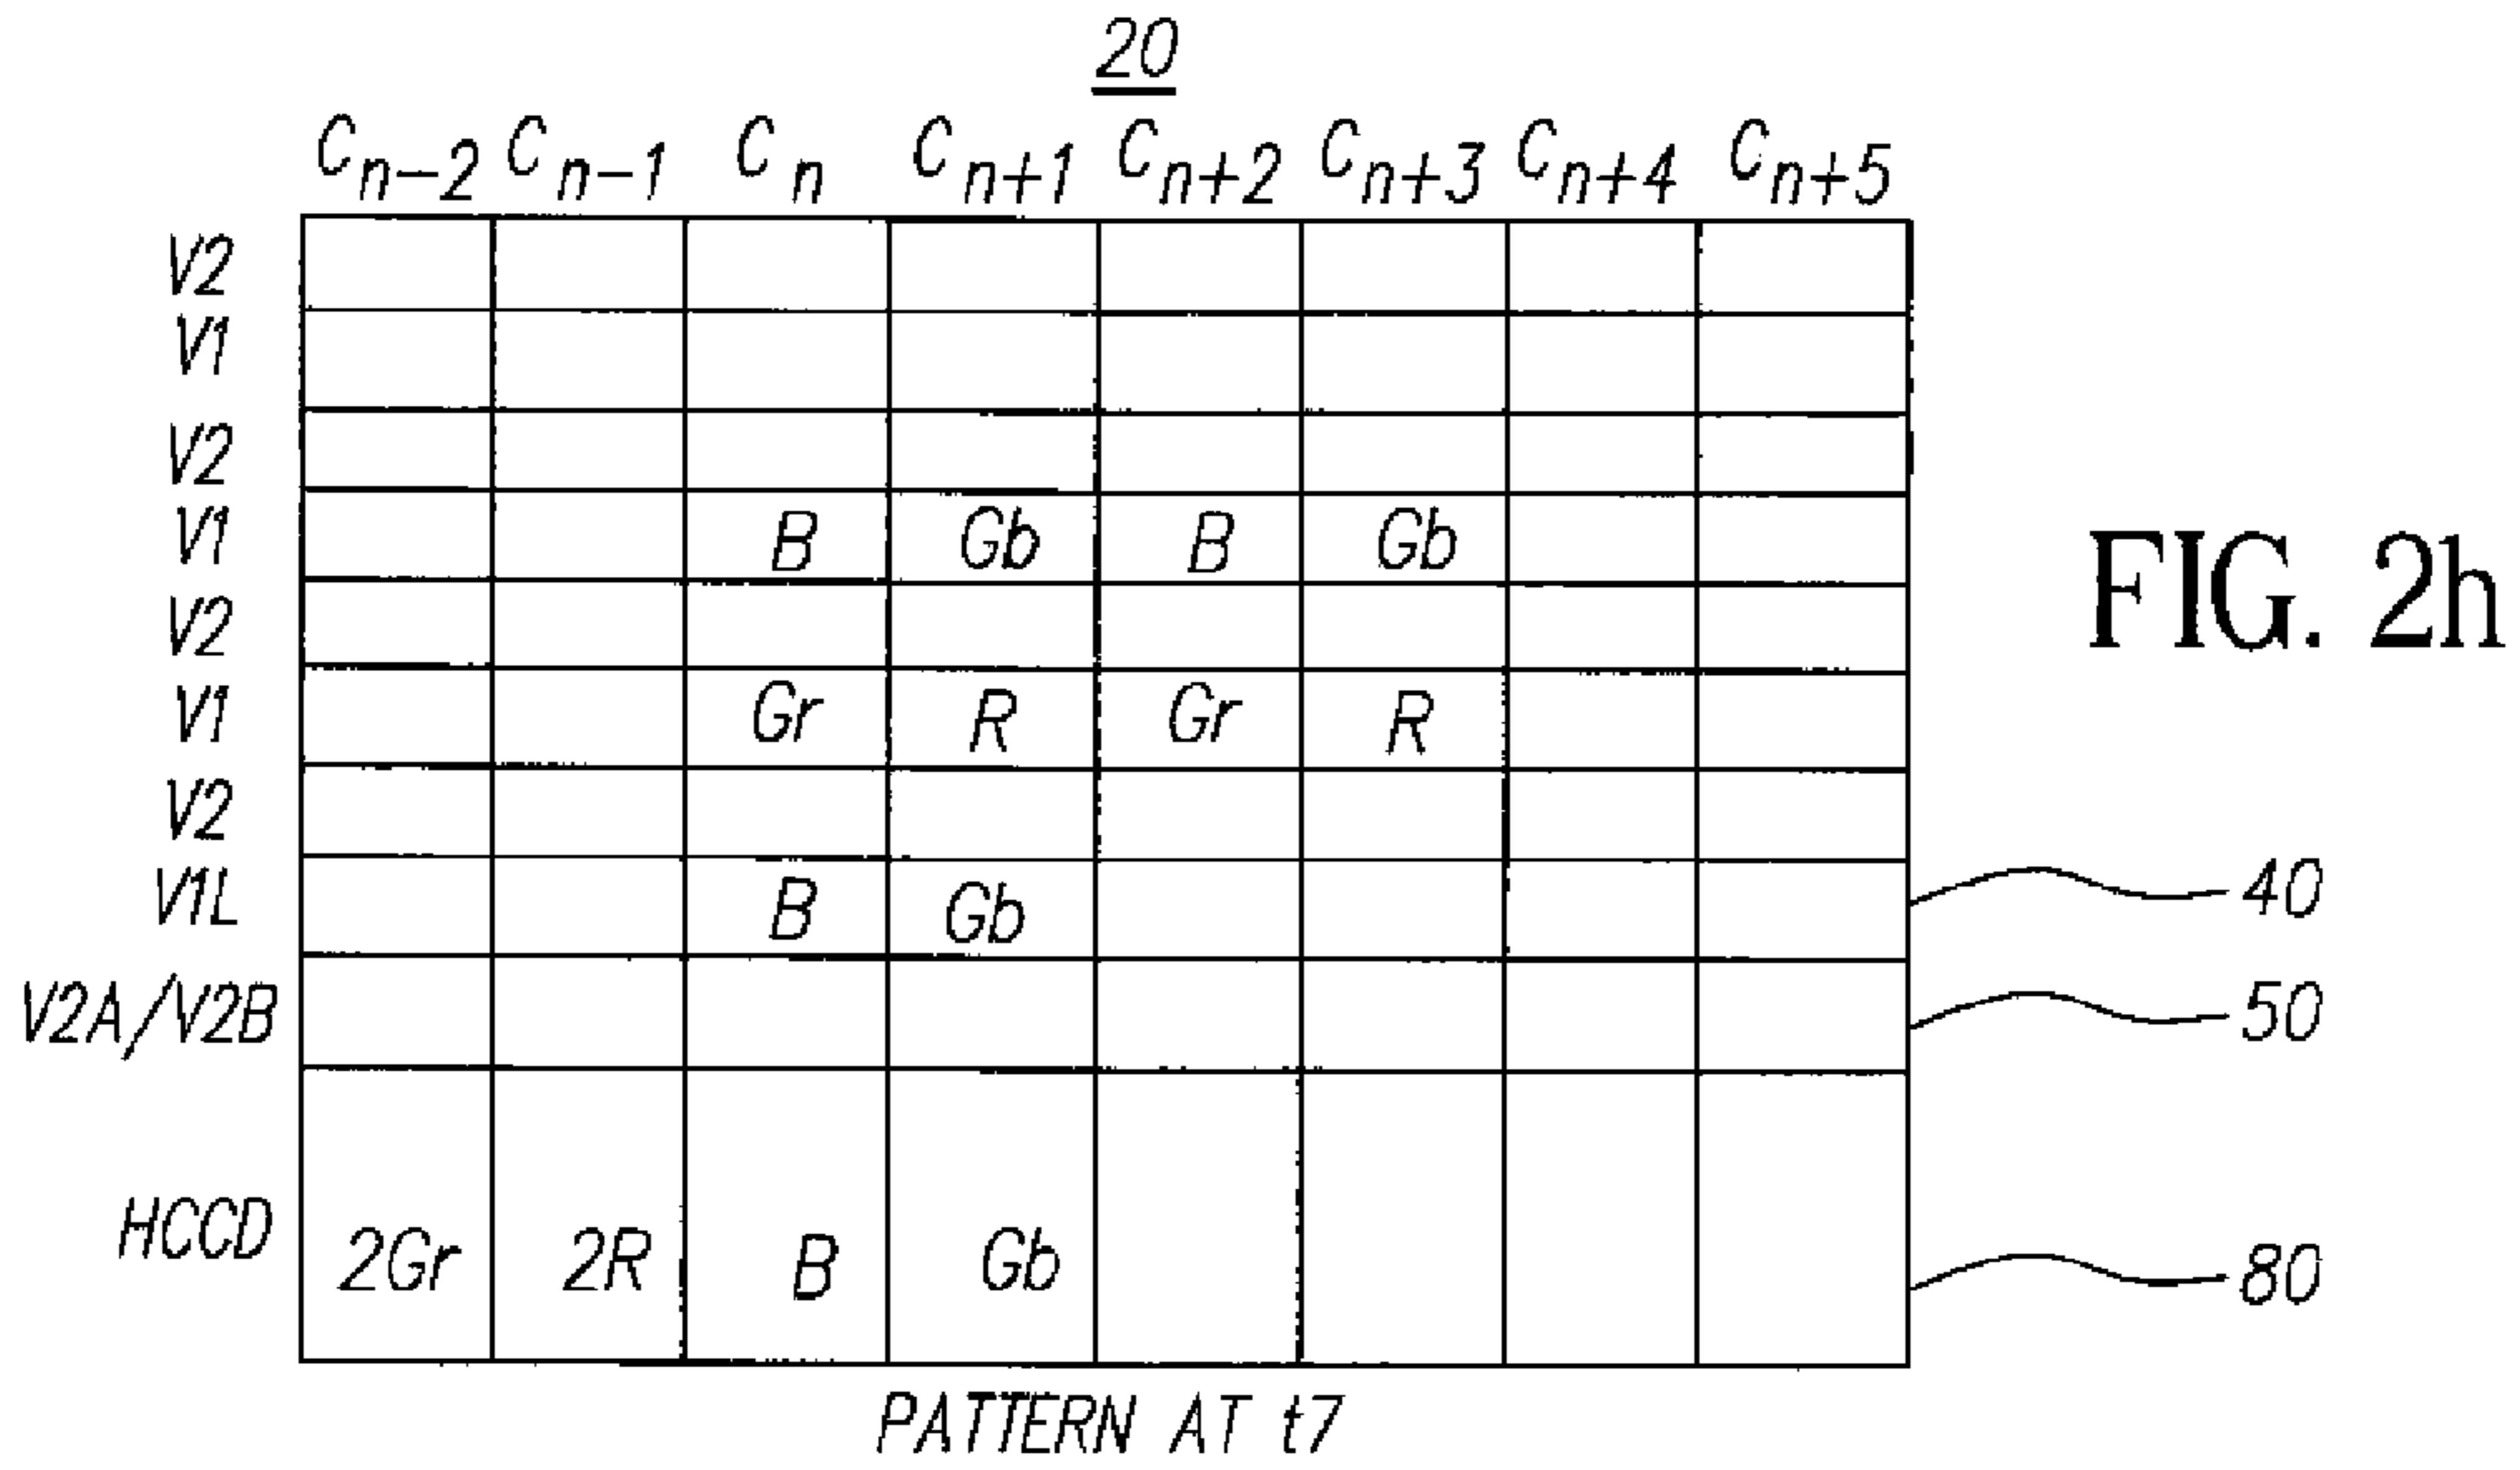 20
Cn-2 Cn-1 Cn Cn+1 Cn+2 Cn+3 Cn+4 Cn+5
V2
V1
V2
V1 B Gb B Gb
V2
V1 Gr R Gr R
V2
V1L B Gb 40
V2A/V2B 50
HCCD 2Gr 2R B Gb 80
PATTERN AT t7
FIG. 2h